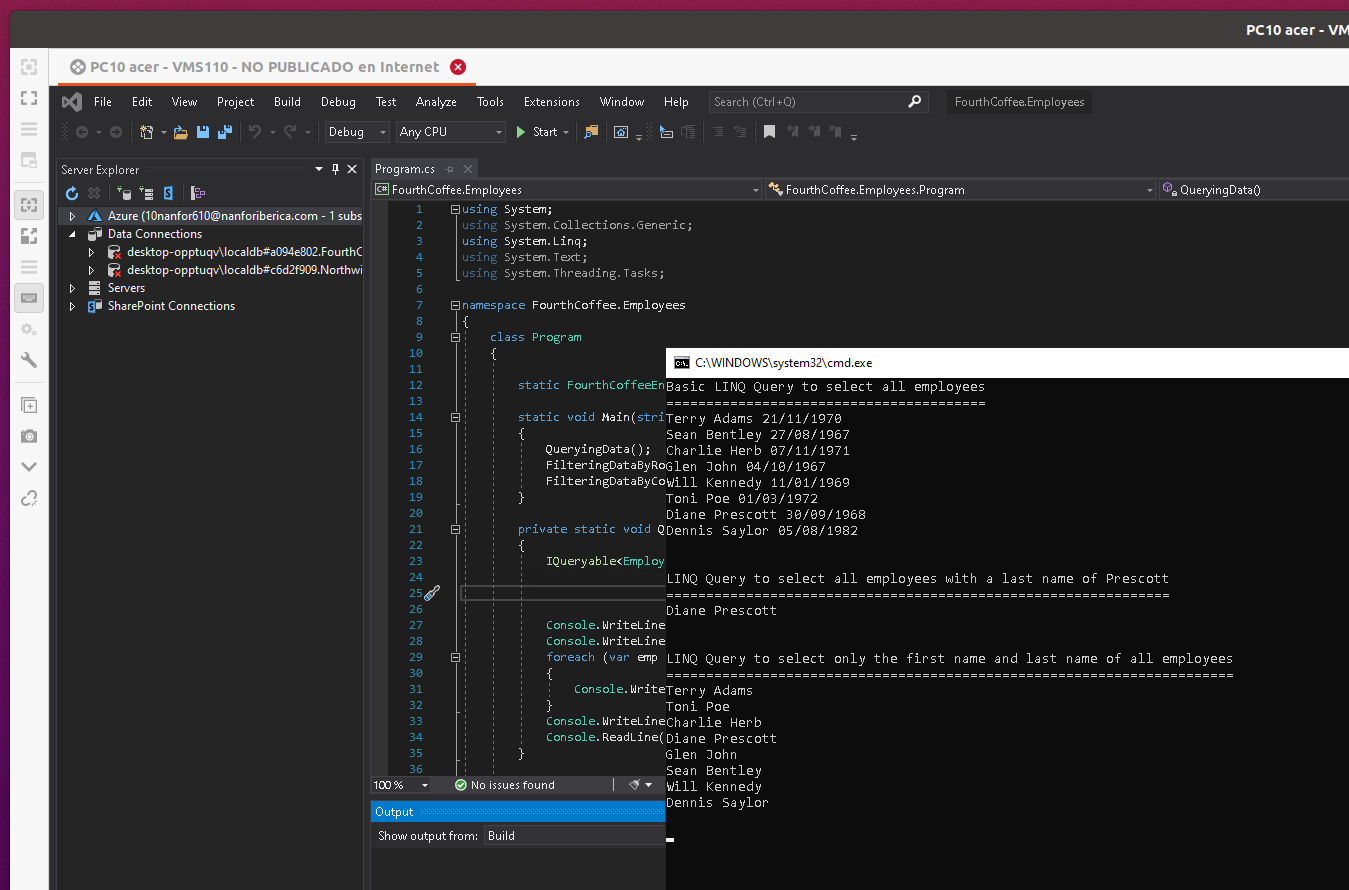 PC10 acer - VM
PC10 acer - VMS110 - NO PUBLICADO en Internet
File Edit View Project Build Debug Test Analyze Tools Extensions Window Help Search (Ctrl+Q) FourthCoffee.Employees
Debug Any CPU Start
Server Explorer
Azure (10nanfor610@nanforiberica.com - 1 subs
Data Connections
desktop-opptuqv\localdb#a094e802.FourthC
desktop-opptuqv\localdb#c6d2f909.Northwi
Servers
SharePoint Connections
Program.cs
C# FourthCoffee.Employees FourthCoffee.Employees.Program QueryingData()
1 using System;
2 using System.Collections.Generic;
3 using System.Linq;
4 using System.Text;
5 using System.Threading.Tasks;
6
7 namespace FourthCoffee.Employees
8 {
9 class Program
10 {
11
12 static FourthCoffeeEn
13
14 static void Main(stri
15 {
16 QueryingData();
17 FilteringDataByRo
18 FilteringDataByCo
19 }
20
21 private static void Q
22 {
23 IQueryable<Employ
24
25
26
27 Console.WriteLine
28 Console.WriteLine
29 foreach (var emp
30 {
31 Console.Write
32 }
33 Console.WriteLine
34 Console.ReadLine(
35 }
36
100 % No issues found
Output
Show output from: Build
C:\WINDOWS\system32\cmd.exe
Basic LINQ Query to select all employees
========================================
Terry Adams 21/11/1970
Sean Bentley 27/08/1967
Charlie Herb 07/11/1971
Glen John 04/10/1967
Will Kennedy 11/01/1969
Toni Poe 01/03/1972
Diane Prescott 30/09/1968
Dennis Saylor 05/08/1982
LINQ Query to select all employees with a last name of Prescott
===============================================================
Diane Prescott
LINQ Query to select only the first name and last name of all employees
=======================================================================
Terry Adams
Toni Poe
Charlie Herb
Diane Prescott
Glen John
Sean Bentley
Will Kennedy
Dennis Saylor